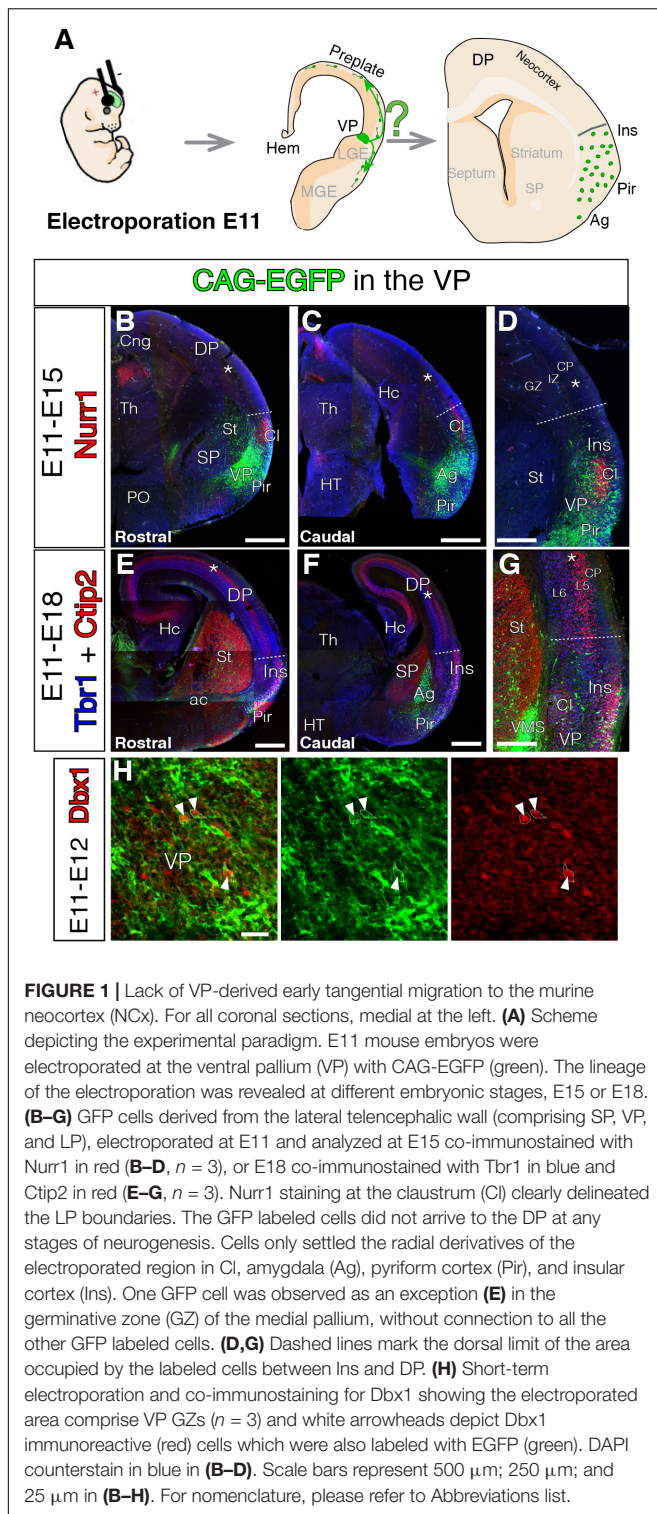 A
Preplate
VP
?
Hem
LGE
MGE
Electroporation E11
DP
Neocortex
Ins
Striatum
Septum
SP
Pir
Ag
CAG-EGFP in the VP
E11-E15
Nurr1
B
Cng
DP
*
Th
St
Cl
SP
VP
Pir
PO
Rostral
C
*
Hc
Th
Cl
Ag
HT
Pir
Caudal
D
CP
IZ
GZ
*
Ins
St
Cl
VP
Pir
E11-E18
Tbr1 + Ctip2
E
*
DP
Hc
St
Ins
ac
Pir
Rostral
F
DP
*
Th
Hc
SP
Ins
Ag
HT
Pir
Caudal
G
*
CP
L5
L6
St
Cl
Ins
VMS
VP
E11-E12 Dbx1
H
VP
FIGURE 1 | Lack of VP-derived early tangential migration to the murine
neocortex (NCx). For all coronal sections, medial at the left. (A) Scheme
depicting the experimental paradigm. E11 mouse embryos were
electroporated at the ventral pallium (VP) with CAG-EGFP (green). The lineage
of the electroporation was revealed at different embryonic stages, E15 or E18.
(B–G) GFP cells derived from the lateral telencephalic wall (comprising SP, VP,
and LP), electroporated at E11 and analyzed at E15 co-immunostained with
Nurr1 in red (B–D, n = 3), or E18 co-immunostained with Tbr1 in blue and
Ctip2 in red (E–G, n = 3). Nurr1 staining at the claustrum (Cl) clearly delineated
the LP boundaries. The GFP labeled cells did not arrive to the DP at any
stages of neurogenesis. Cells only settled the radial derivatives of the
electroporated region in Cl, amygdala (Ag), pyriform cortex (Pir), and insular
cortex (Ins). One GFP cell was observed as an exception (E) in the
germinative zone (GZ) of the medial pallium, without connection to all the
other GFP labeled cells. (D,G) Dashed lines mark the dorsal limit of the area
occupied by the labeled cells between Ins and DP. (H) Short-term
electroporation and co-immunostaining for Dbx1 showing the electroporated
area comprise VP GZs (n = 3) and white arrowheads depict Dbx1
immunoreactive (red) cells which were also labeled with EGFP (green). DAPI
counterstain in blue in (B–D). Scale bars represent 500 μm; 250 μm; and
25 μm in (B–H). For nomenclature, please refer to Abbreviations list.